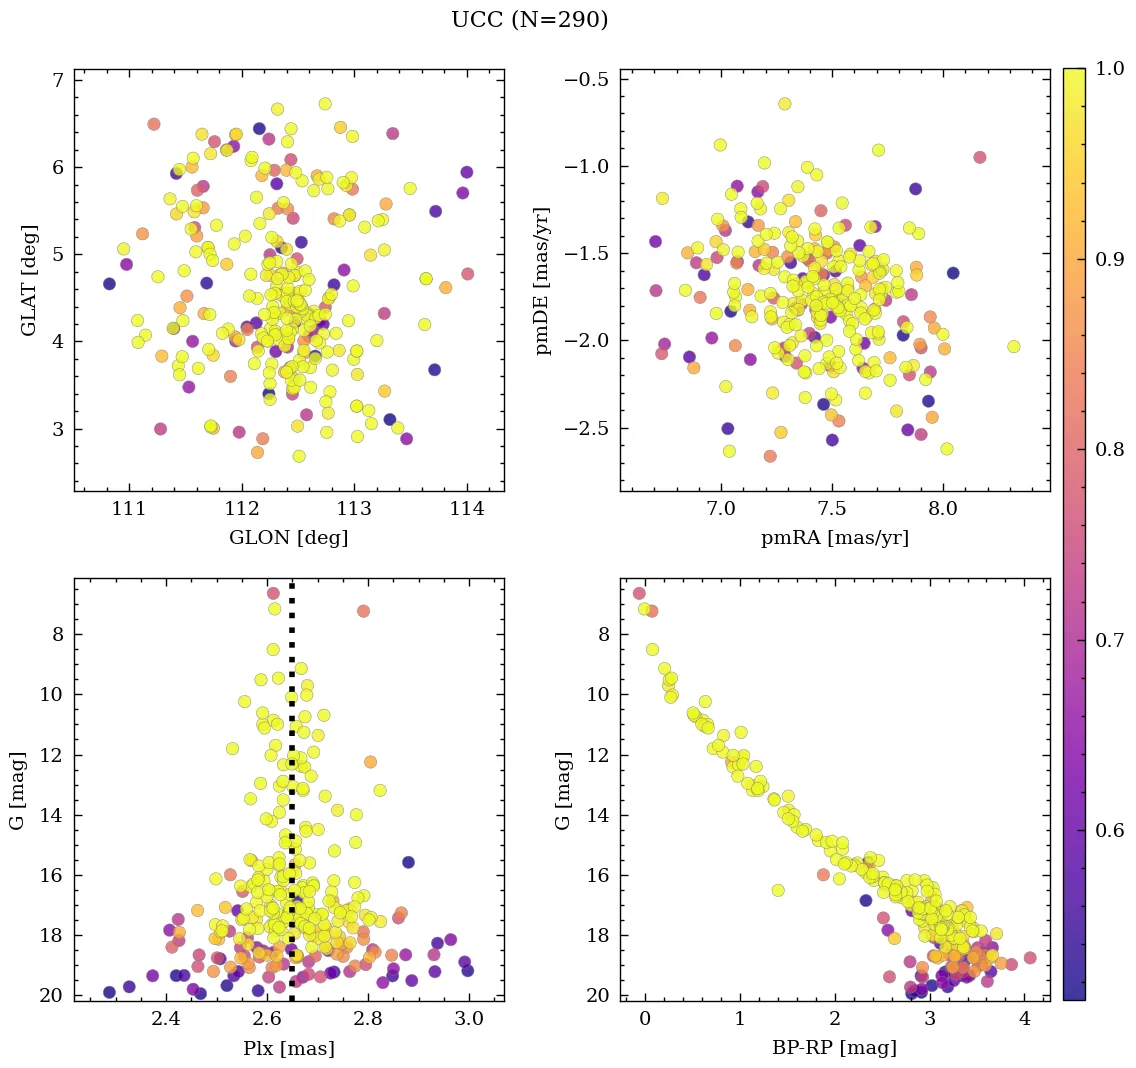 UCC (N=290)
7
6
5
4
3
GLAT [deg]
111 112 113 114
GLON [deg]
−0.5
−1.0
−1.5
−2.0
−2.5
pmDE [mas/yr]
7.0 7.5 8.0
pmRA [mas/yr]
1.0
0.9
0.8
0.7
0.6
8
10
12
14
16
18
20
G [mag]
2.4 2.6 2.8 3.0
Plx [mas]
8
10
12
14
16
18
20
G [mag]
0 1 2 3 4
BP-RP [mag]